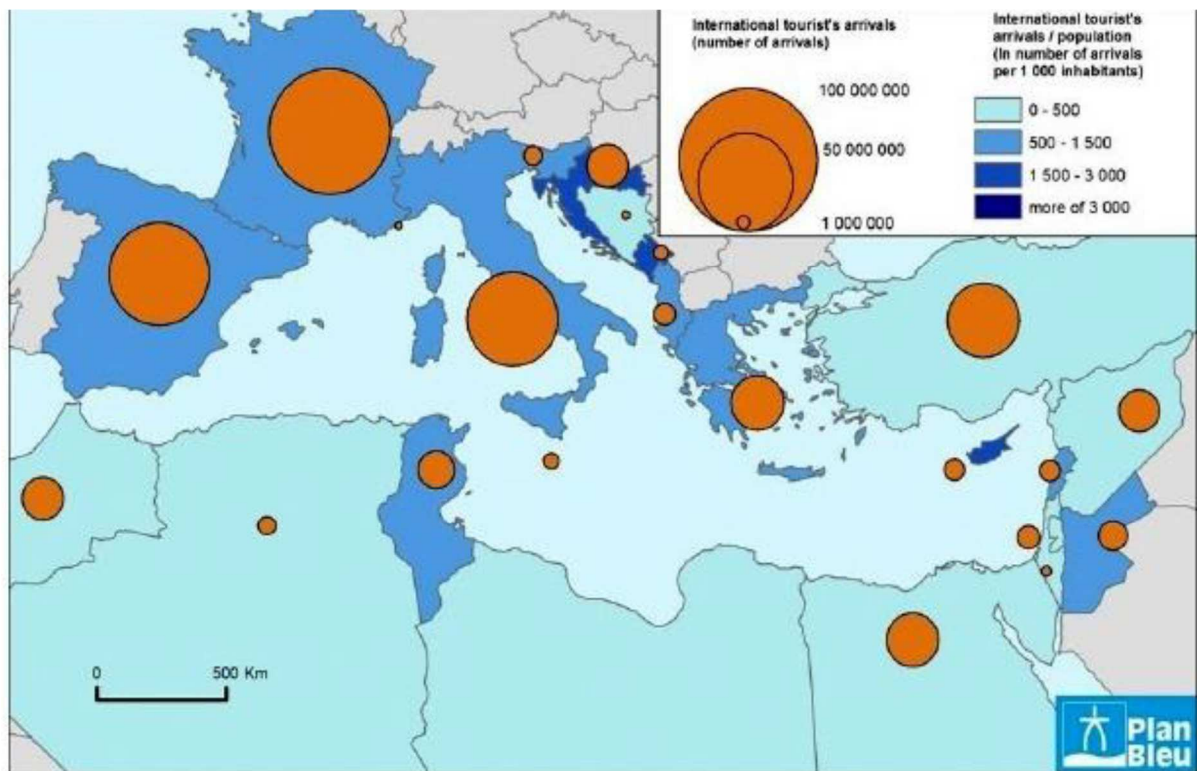 International tourist's arrivals
(number of arrivals)
100 000 000
50 000 000
1 000 000
International tourist's
arrivals / population
(In number of arrivals
per 1 000 inhabitants)
0 - 500
500 - 1 500
1 500 - 3 000
more of 3 000
0 500 Km
Plan
Bleu